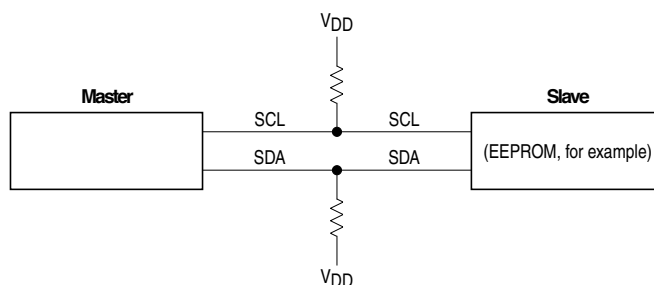 VDD
Master
Slave
SCL
SCL
SDA
SDA
(EEPROM, for example)
VDD